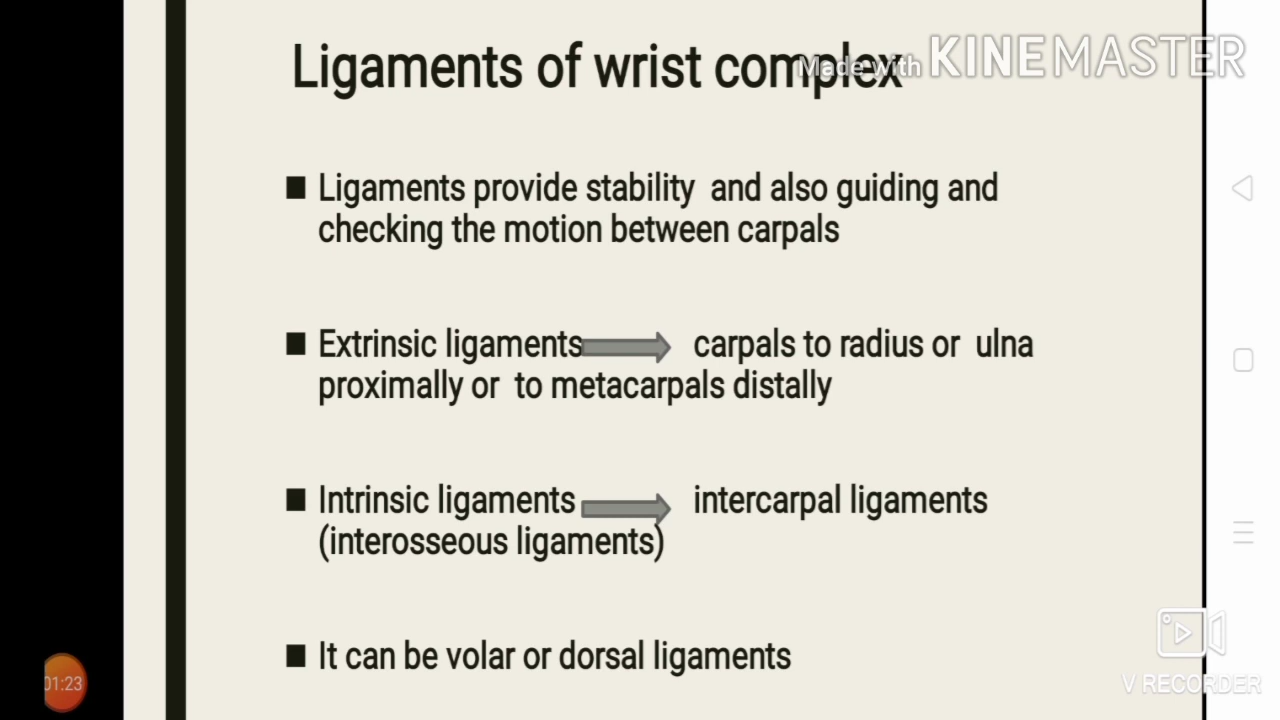 Ligaments of wrist complex
Made with KINEMASTER
■ Ligaments provide stability and also guiding and
checking the motion between carpals
■ Extrinsic ligaments carpals to radius or ulna
proximally or to metacarpals distally
■ Intrinsic ligaments intercarpal ligaments
(interosseous ligaments)
■ It can be volar or dorsal ligaments
01:23
V RECORDER